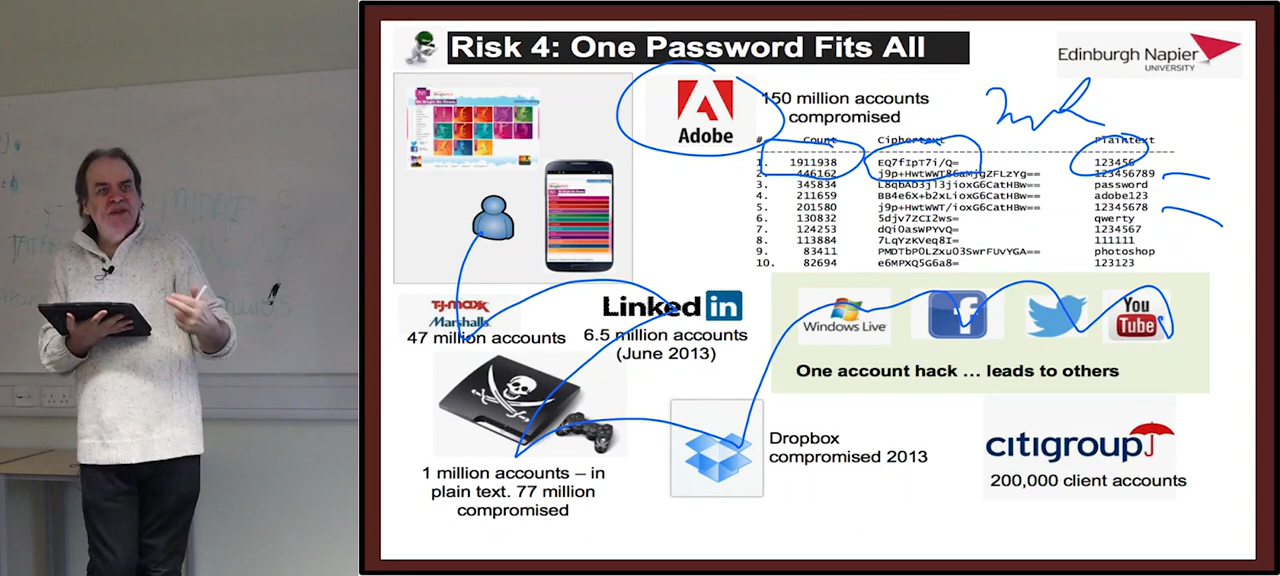 Risk 4: One Password Fits All
Edinburgh Napier
UNIVERSITY
Adobe
150 million accounts
compromised
# Count Ciphertext Plaintext
1. 1911938 EQ7fIpT7i/Q= 123456
2. 446162 j9p+HwtWWT86aMjgZFLzYg== 123456789
3. 345834 L8qbAD3jl3jioxG6CatHBw== password
4. 211659 BB4e6X+b2xLioxG6CatHBw== adobe123
5. 201580 j9p+HwtWWT/ioxG6CatHBw== 12345678
6. 130832 5djv7ZCI2ws= qwerty
7. 124253 dQi0asWPYvQ= 1234567
8. 113884 7LqYzKVeq8I= 111111
9. 83411 PMDTbP0LZxu03SwrFUvYGA== photoshop
10. 82694 e6MPXQ5G6a8= 123123
T·J·maxx
Marshalls.
47 million accounts
Linked in
6.5 million accounts
(June 2013)
Windows Live
f
You
Tube
One account hack … leads to others
1 million accounts – in
plain text. 77 million
compromised
Dropbox
compromised 2013
citigroup
200,000 client accounts
MIDDLE